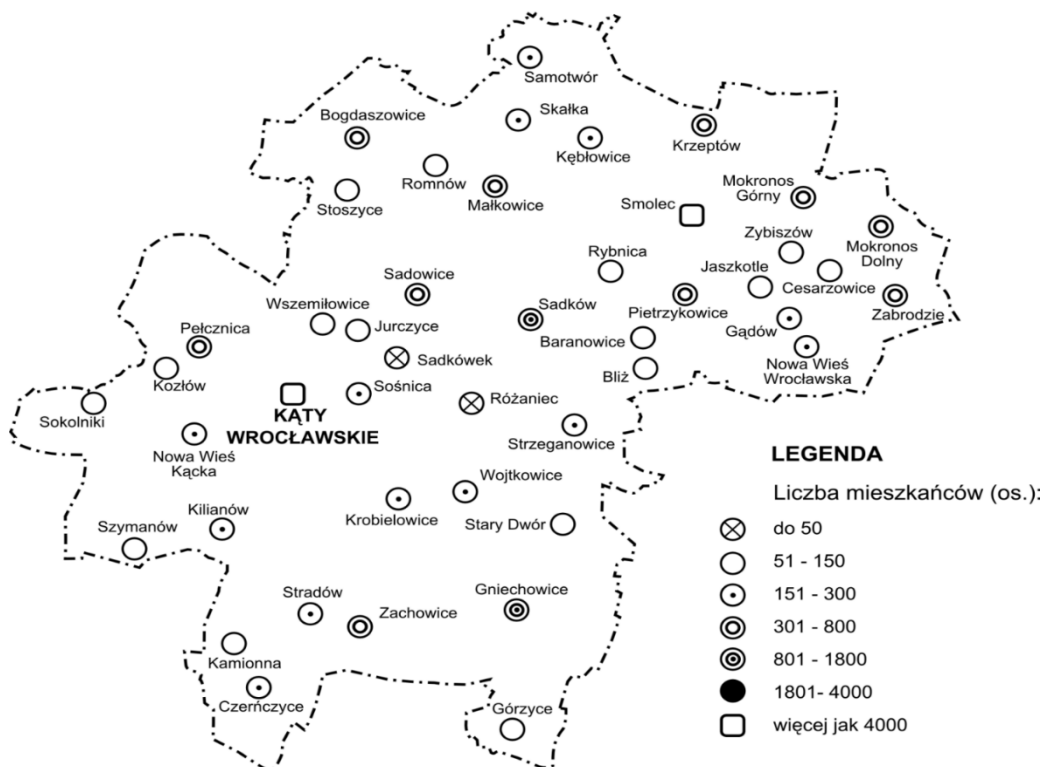 Samotwór
Skałka
Bogdaszowice
Krzeptów
Kębłowice
Romnów
Małkowice
Stoszyce
Mokronos
Górny
Smolec
Zybiszów
Mokronos
Dolny
Rybnica
Jaszkotle
Cesarzowice
Sadowice
Wszemiłowice
Sadków
Pietrzykowice
Zabrodzie
Jurczyce
Pełcznica
Baranowice
Gądów
Sadkówek
Nowa Wieś
Wrocławska
Kozłów
Sośnica
Bliż
Różaniec
Sokolniki
KĄTY
WROCŁAWSKIE
Strzeganowice
Nowa Wieś
Kącka
Wojtkowice
Kilianów
Krobielowice
Szymanów
Stary Dwór
Stradów
Zachowice
Gniechowice
Kamionna
Czerńczyce
Górzyce
LEGENDA
Liczba mieszkańców (os.):
do 50
51 - 150
151 - 300
301 - 800
801 - 1800
1801- 4000
więcej jak 4000